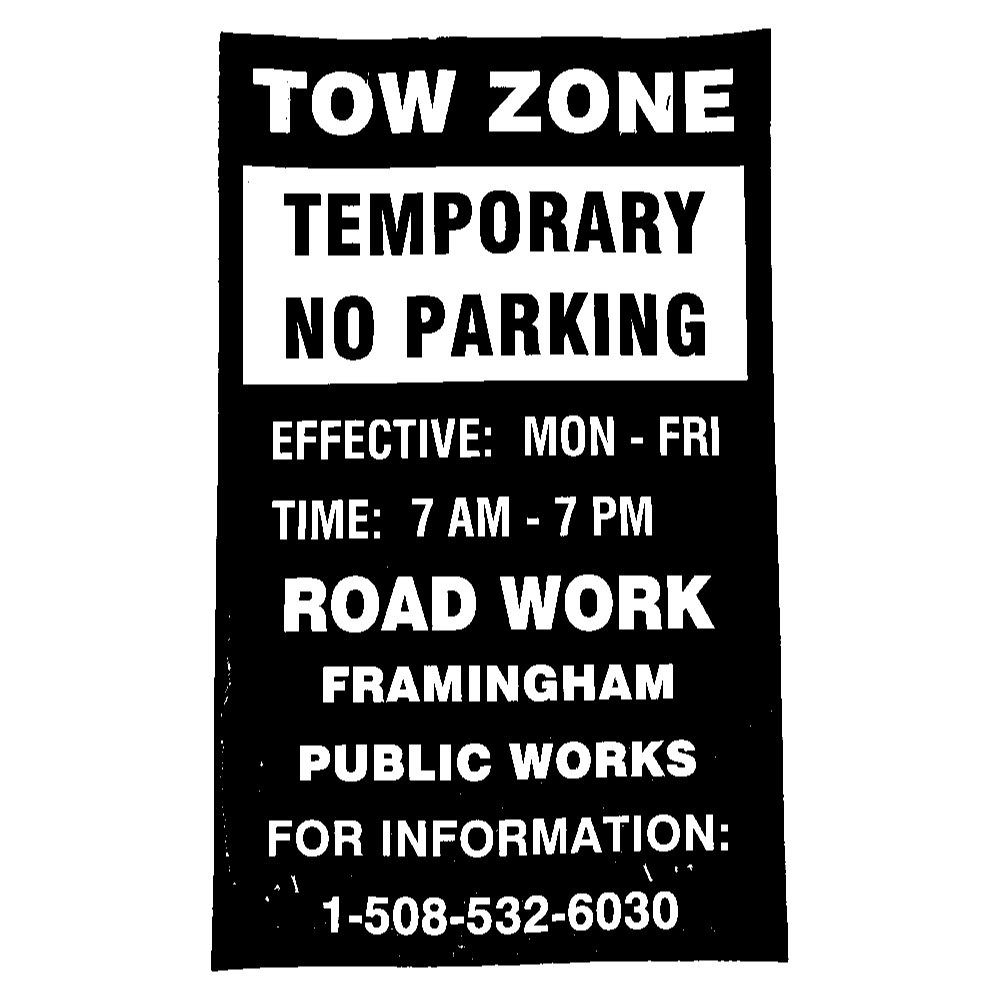 TOW ZONE
TEMPORARY
NO PARKING
EFFECTIVE: MON - FRI
TIME: 7 AM - 7 PM
ROAD WORK
FRAMINGHAM
PUBLIC WORKS
FOR INFORMATION:
1-508-532-6030